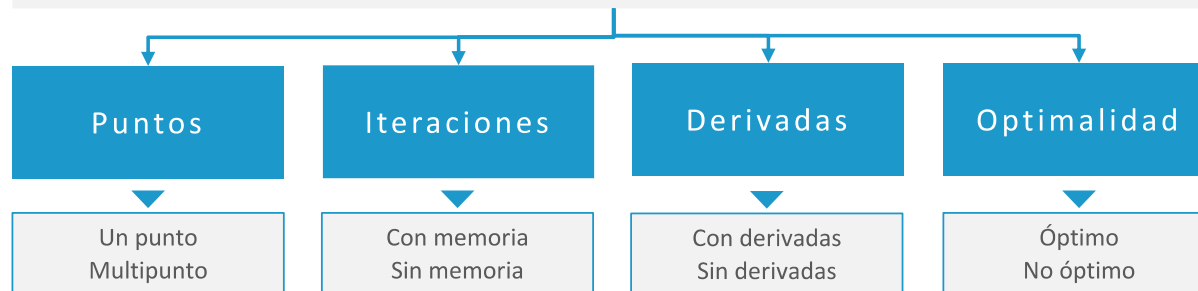 Puntos
Iteraciones
Derivadas
Optimalidad
Un punto
Multipunto
Con memoria
Sin memoria
Con derivadas
Sin derivadas
Óptimo
No óptimo